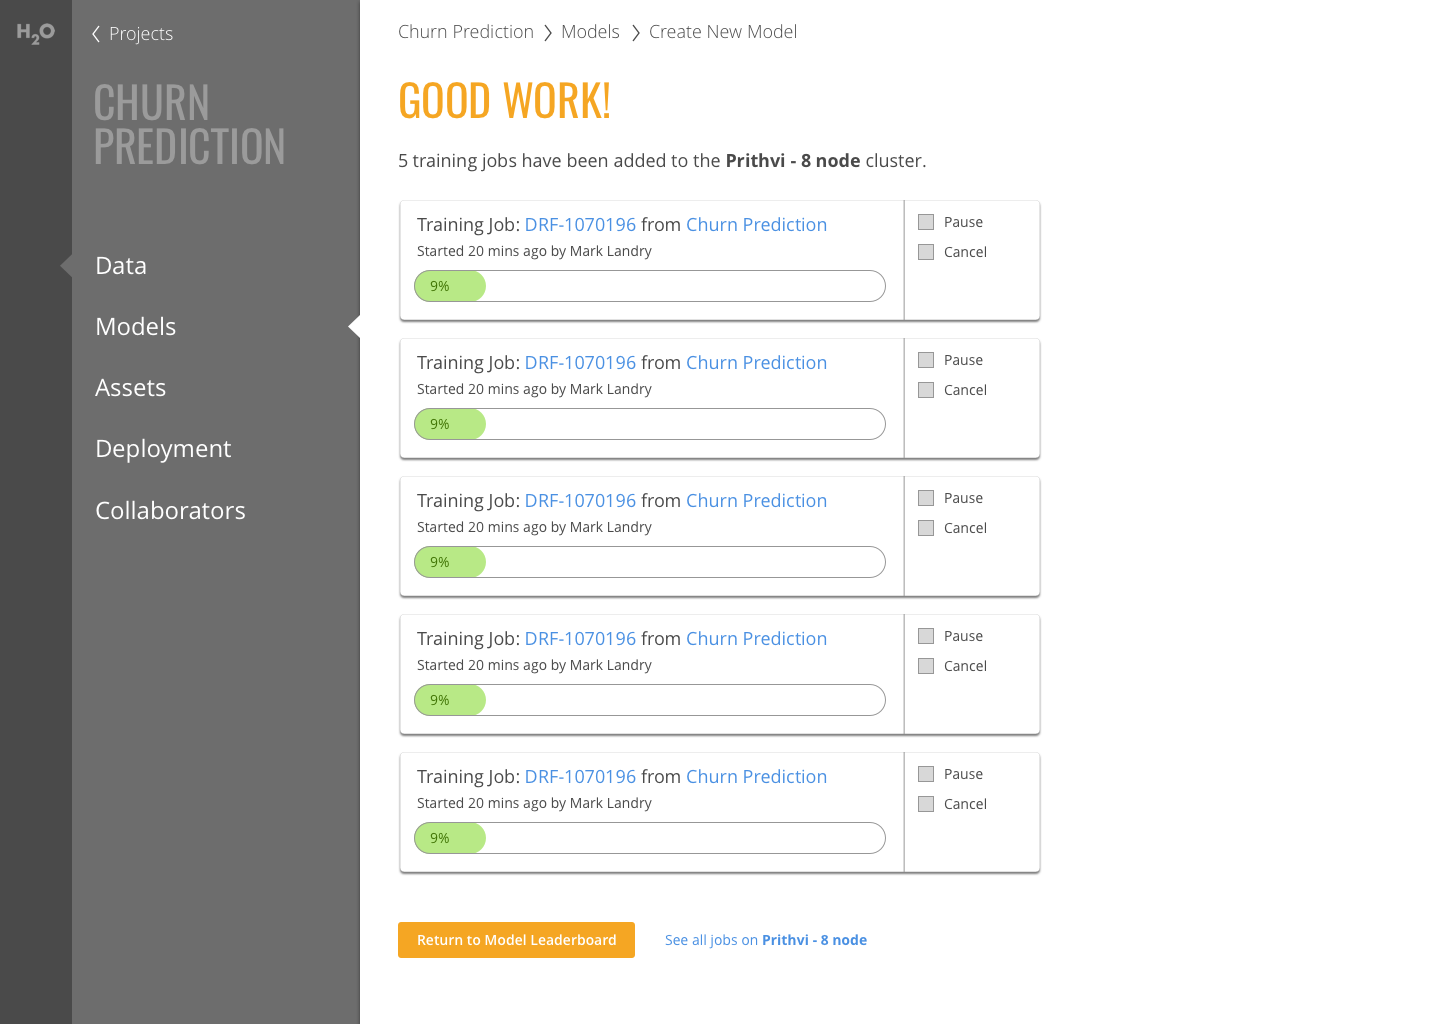 H2O
Projects
CHURN
PREDICTION
Data
Models
Assets
Deployment
Collaborators
Churn Prediction > Models > Create New Model
GOOD WORK!
5 training jobs have been added to the Prithvi - 8 node cluster.
Training Job: DRF-1070196 from Churn Prediction
Started 20 mins ago by Mark Landry
9%
Pause
Cancel
Training Job: DRF-1070196 from Churn Prediction
Started 20 mins ago by Mark Landry
9%
Pause
Cancel
Training Job: DRF-1070196 from Churn Prediction
Started 20 mins ago by Mark Landry
9%
Pause
Cancel
Training Job: DRF-1070196 from Churn Prediction
Started 20 mins ago by Mark Landry
9%
Pause
Cancel
Training Job: DRF-1070196 from Churn Prediction
Started 20 mins ago by Mark Landry
9%
Pause
Cancel
Return to Model Leaderboard
See all jobs on Prithvi - 8 node